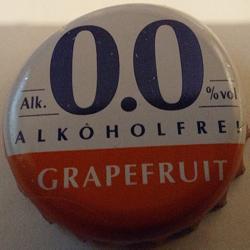 Alk. 0.0 %vol
ALKOHOLFREI
GRAPEFRUIT